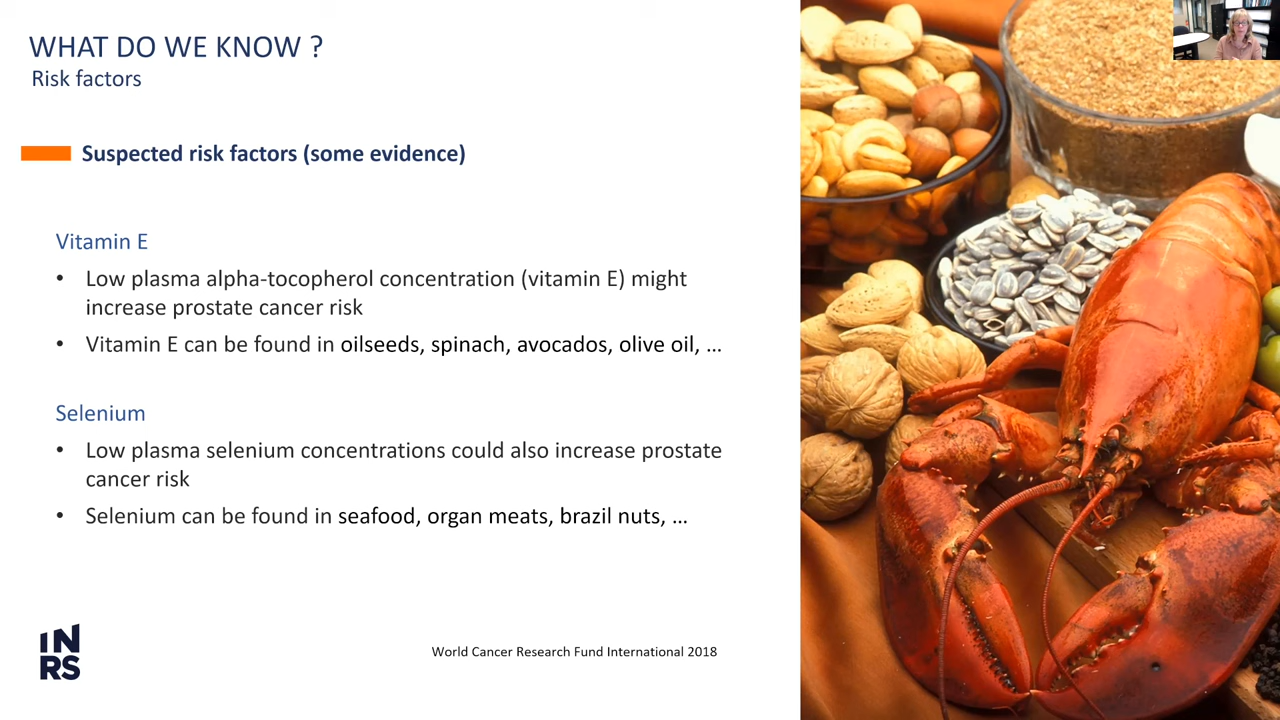 WHAT DO WE KNOW ?
Risk factors
Suspected risk factors (some evidence)
Vitamin E
• Low plasma alpha-tocopherol concentration (vitamin E) might
increase prostate cancer risk
• Vitamin E can be found in oilseeds, spinach, avocados, olive oil, ...
Selenium
• Low plasma selenium concentrations could also increase prostate
cancer risk
• Selenium can be found in seafood, organ meats, brazil nuts, ...
IN
RS
World Cancer Research Fund International 2018